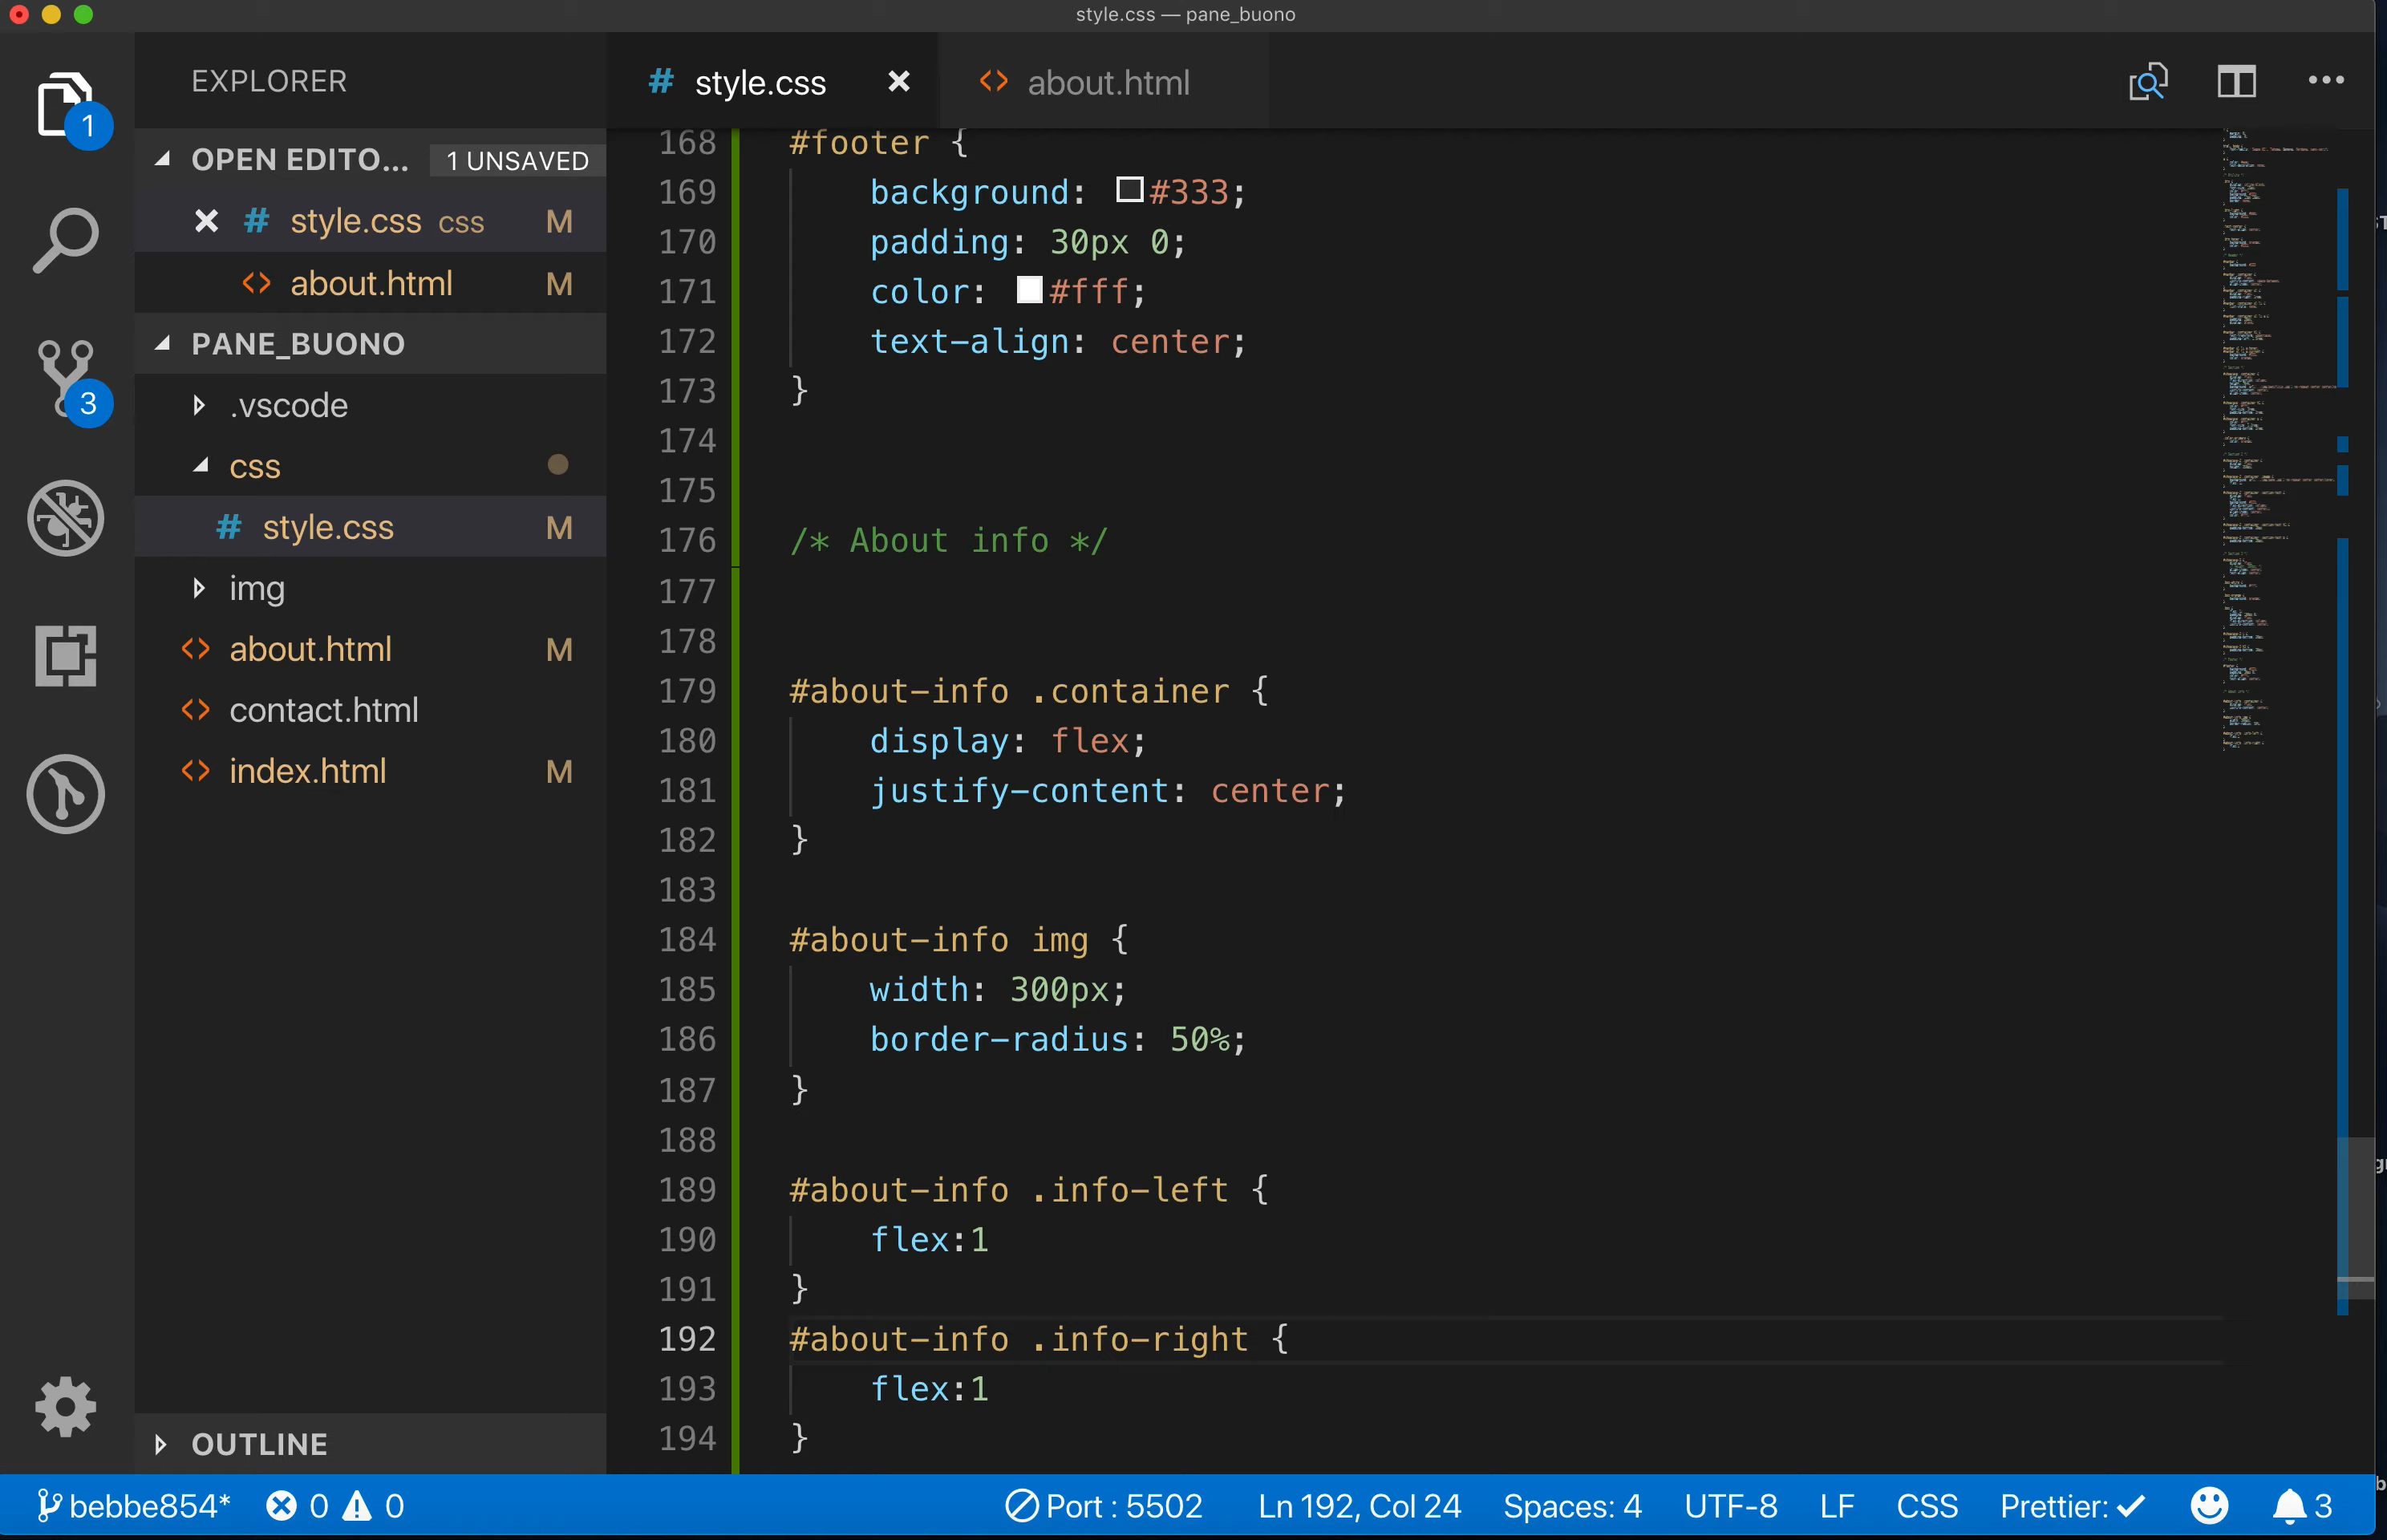 style.css — pane_buono
EXPLORER
# style.css
<> about.html
1
OPEN EDITO... 1 UNSAVED
# style.css css M
<> about.html M
PANE_BUONO
.vscode
css
# style.css M
img
<> about.html M
<> contact.html
<> index.html M
3
OUTLINE
168 #footer {
169 background: #333;
170 padding: 30px 0;
171 color: #fff;
172 text-align: center;
173 }
174
175
176 /* About info */
177
178
179 #about-info .container {
180 display: flex;
181 justify-content: center;
182 }
183
184 #about-info img {
185 width: 300px;
186 border-radius: 50%;
187 }
188
189 #about-info .info-left {
190 flex:1
191 }
192 #about-info .info-right {
193 flex:1
194 }
bebbe854* 0 0 Port : 5502 Ln 192, Col 24 Spaces: 4 UTF-8 LF CSS Prettier: ✓ 3